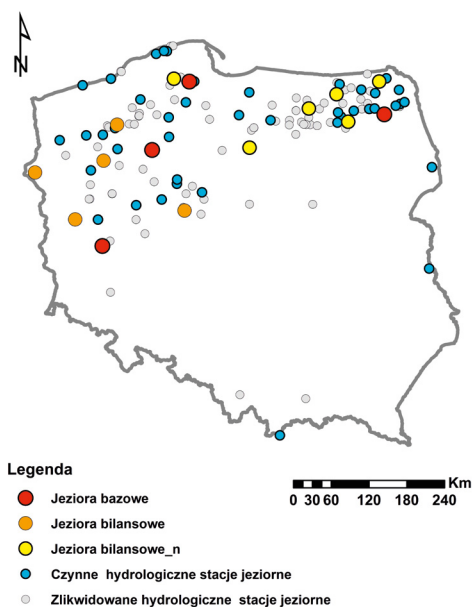 N
Legenda
Jeziora bazowe
Jeziora bilansowe
Jeziora bilansowe_n
Czynne hydrologiczne stacje jeziorne
Zlikwidowane hydrologiczne stacje jeziorne
Km
0 30 60 120 180 240